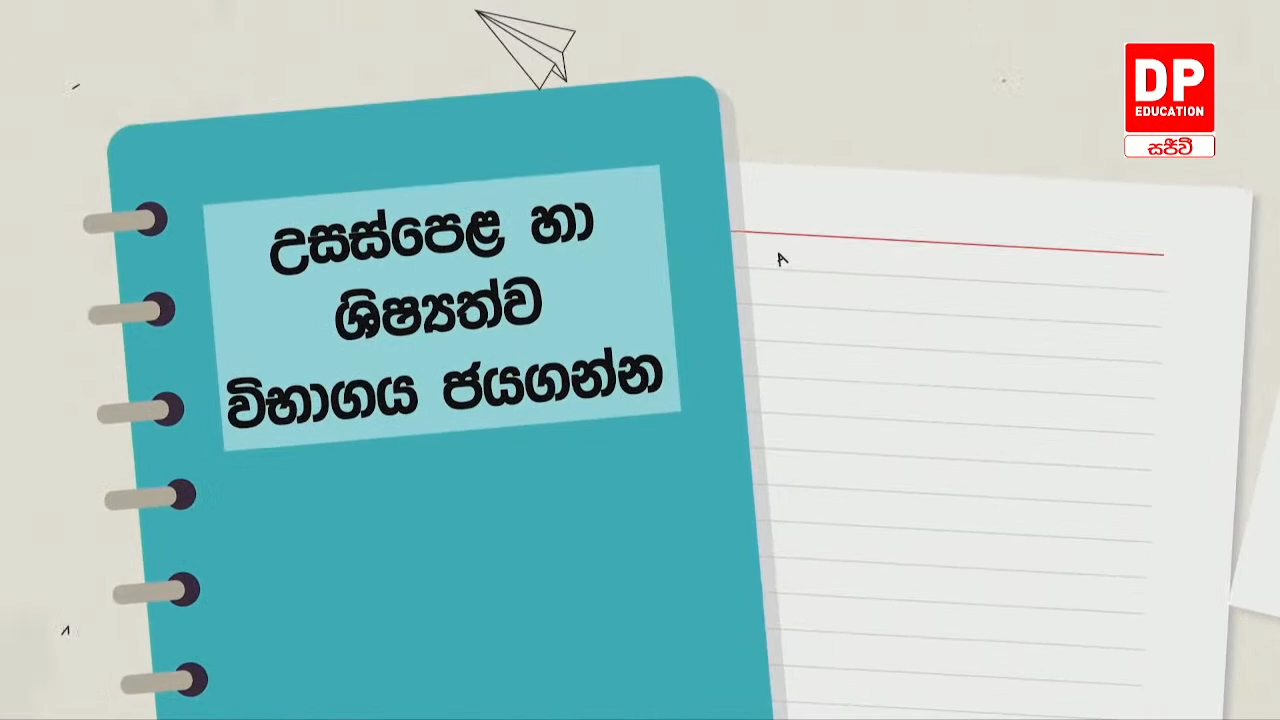 DP
EDUCATION
සජීවී
උසස්පෙළ හා
ශිෂ්‍යත්ව
විභාගය ජයගන්න
A